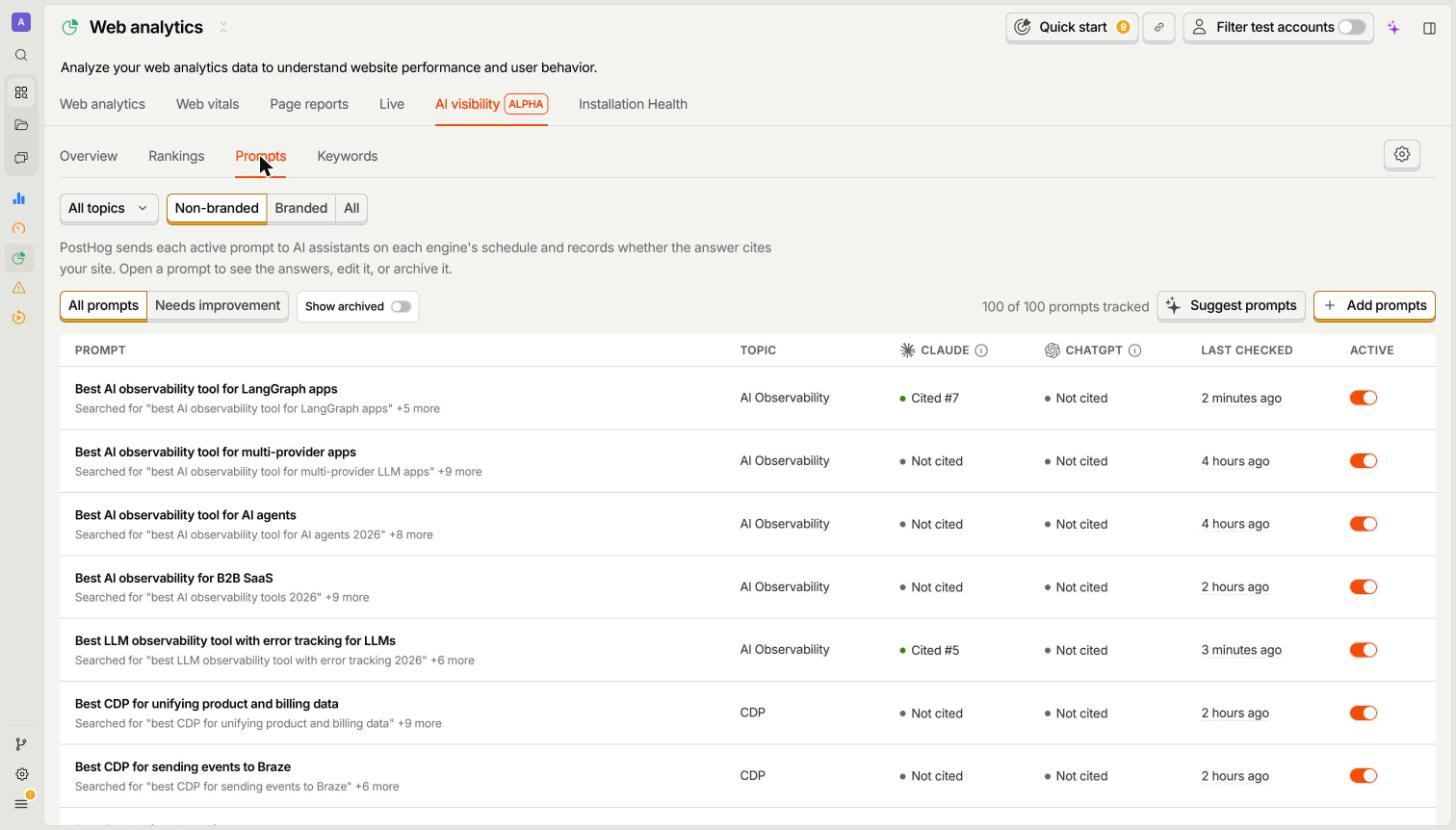 A
Web analytics
Quick start 9
Filter test accounts
Analyze your web analytics data to understand website performance and user behavior.
Web analytics Web vitals Page reports Live AI visibility ALPHA Installation Health
Overview Rankings Prompts Keywords
All topics Non-branded Branded All
PostHog sends each active prompt to AI assistants on each engine's schedule and records whether the answer cites
your site. Open a prompt to see the answers, edit it, or archive it.
All prompts Needs improvement Show archived 100 of 100 prompts tracked Suggest prompts + Add prompts
PROMPT TOPIC CLAUDE CHATGPT LAST CHECKED ACTIVE
Best AI observability tool for LangGraph apps
Searched for "best AI observability tool for LangGraph apps" +5 more
AI Observability Cited #7 Not cited 2 minutes ago
Best AI observability tool for multi-provider apps
Searched for "best AI observability tool for multi-provider LLM apps" +9 more
AI Observability Not cited Not cited 4 hours ago
Best AI observability tool for AI agents
Searched for "best AI observability tool for AI agents 2026" +8 more
AI Observability Not cited Not cited 4 hours ago
Best AI observability for B2B SaaS
Searched for "best AI observability tools 2026" +9 more
AI Observability Not cited Not cited 2 hours ago
Best LLM observability tool with error tracking for LLMs
Searched for "best LLM observability tool with error tracking 2026" +6 more
AI Observability Cited #5 Not cited 3 minutes ago
Best CDP for unifying product and billing data
Searched for "best CDP for unifying product and billing data" +9 more
CDP Not cited Not cited 2 hours ago
Best CDP for sending events to Braze
Searched for "best CDP for sending events to Braze" +6 more
CDP Not cited Not cited 2 hours ago